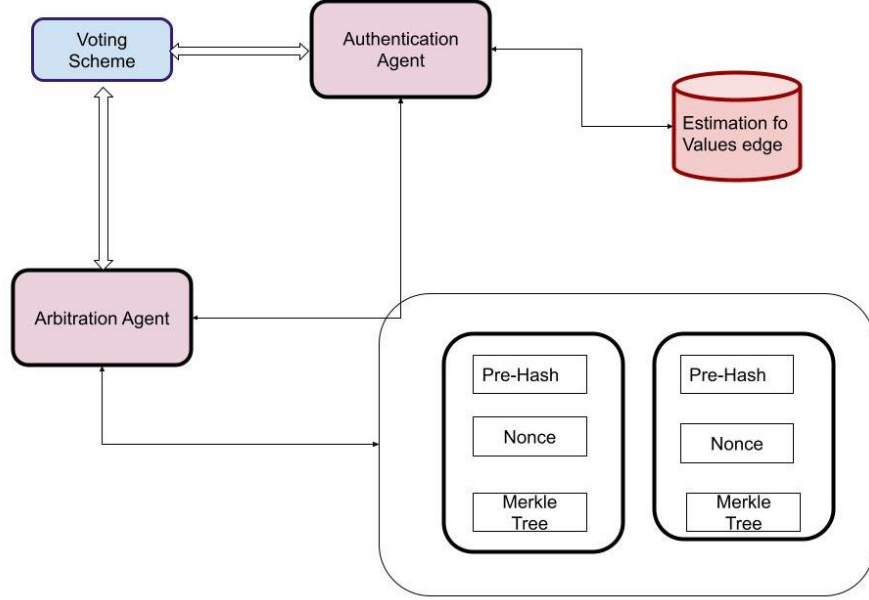 Voting
Scheme
Authentication
Agent
Estimation fo
Values edge
Arbitration Agent
Pre-Hash
Nonce
Merkle
Tree
Pre-Hash
Nonce
Merkle
Tree